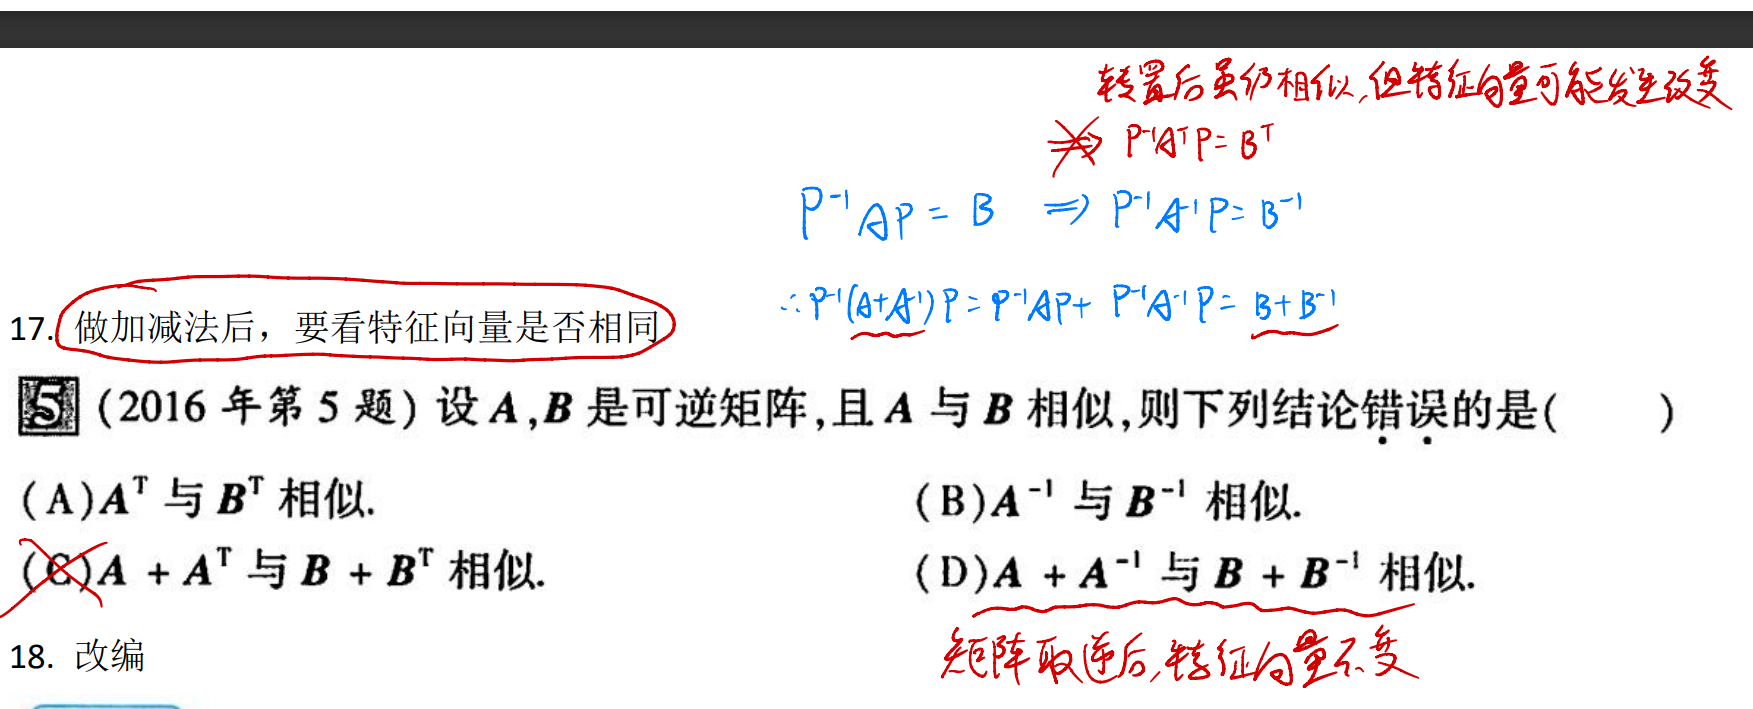 转置后虽仍相似,但特征向量可能发生改变
⇏ P⁻¹AᵀP = Bᵀ
P⁻¹AP = B ⇒ P⁻¹A⁻¹P = B⁻¹
∴ P⁻¹(A+A⁻¹)P = P⁻¹AP + P⁻¹A⁻¹P = B+B⁻¹
17. 做加减法后，要看特征向量是否相同
5 (2016 年第 5 题) 设 A,B 是可逆矩阵,且 A 与 B 相似,则下列结论错误的是( )
(A)Aᵀ 与 Bᵀ 相似. (B)A⁻¹ 与 B⁻¹ 相似.
(C)A + Aᵀ 与 B + Bᵀ 相似. (D)A + A⁻¹ 与 B + B⁻¹ 相似.
矩阵取逆后,特征向量不变
18. 改编